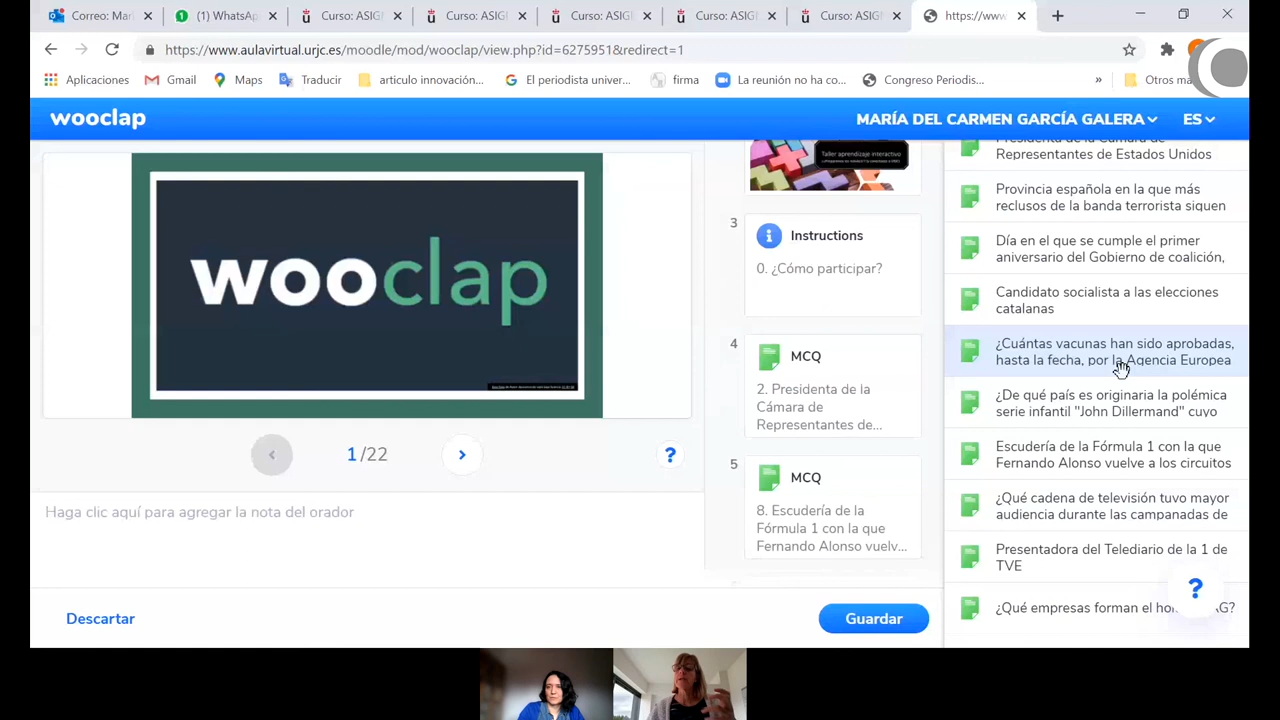 Correo: Mari
(1) WhatsAp
Curso: ASIG
Curso: ASIG
Curso: ASIG
Curso: ASIG
Curso: ASIG
https://www
https://www.aulavirtual.urjc.es/moodle/mod/wooclap/view.php?id=6275951&redirect=1
Aplicaciones
Gmail
Maps
Traducir
articulo innovación...
El periodista univer...
firma
La reunión no ha co...
Congreso Periodis...
»
Otros ma
wooclap
MARÍA DEL CARMEN GARCÍA GALERA
ES
wooclap
1 /22
?
Haga clic aquí para agregar la nota del orador
Descartar
Guardar
Taller aprendizaje interactivo
3
Instructions
0. ¿Cómo participar?
4
MCQ
2. Presidenta de la
Cámara de
Representantes de...
5
MCQ
8. Escudería de la
Fórmula 1 con la que
Fernando Alonso vuelv...
Presidenta de la Cámara de
Representantes de Estados Unidos
Provincia española en la que más
reclusos de la banda terrorista siguen
Día en el que se cumple el primer
aniversario del Gobierno de coalición,
Candidato socialista a las elecciones
catalanas
¿Cuántas vacunas han sido aprobadas,
hasta la fecha, por la Agencia Europea
¿De qué país es originaria la polémica
serie infantil "John Dillermand" cuyo
Escudería de la Fórmula 1 con la que
Fernando Alonso vuelve a los circuitos
¿Qué cadena de televisión tuvo mayor
audiencia durante las campanadas de
Presentadora del Telediario de la 1 de
TVE
?
¿Qué empresas forman el G?